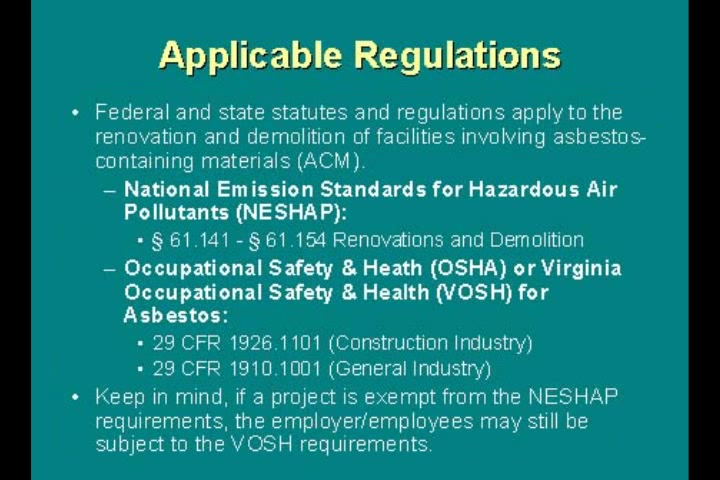 Applicable Regulations
• Federal and state statutes and regulations apply to the
renovation and demolition of facilities involving asbestos-
containing materials (ACM).
– National Emission Standards for Hazardous Air
Pollutants (NESHAP):
• § 61.141 - § 61.154 Renovations and Demolition
– Occupational Safety & Heath (OSHA) or Virginia
Occupational Safety & Health (VOSH) for
Asbestos:
• 29 CFR 1926.1101 (Construction Industry)
• 29 CFR 1910.1001 (General Industry)
• Keep in mind, if a project is exempt from the NESHAP
requirements, the employer/employees may still be
subject to the VOSH requirements.